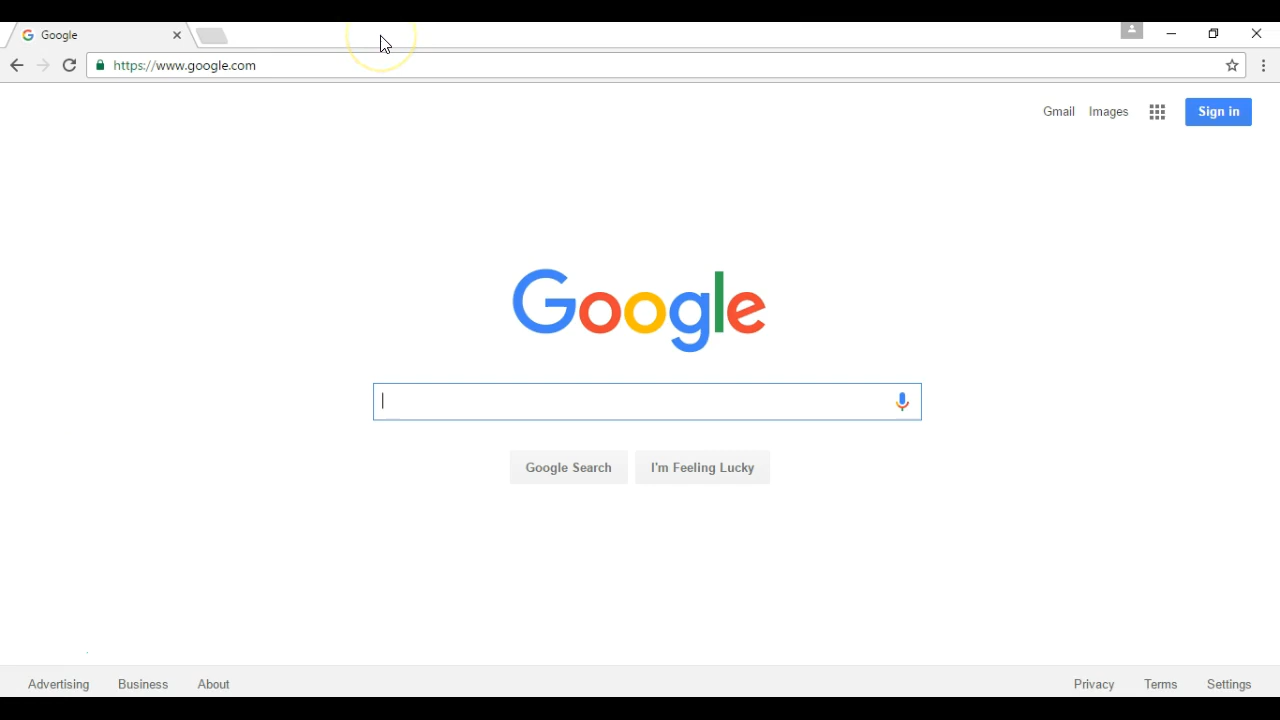 Google
https://www.google.com
Gmail Images Sign in
Google
Google Search I'm Feeling Lucky
Advertising Business About Privacy Terms Settings